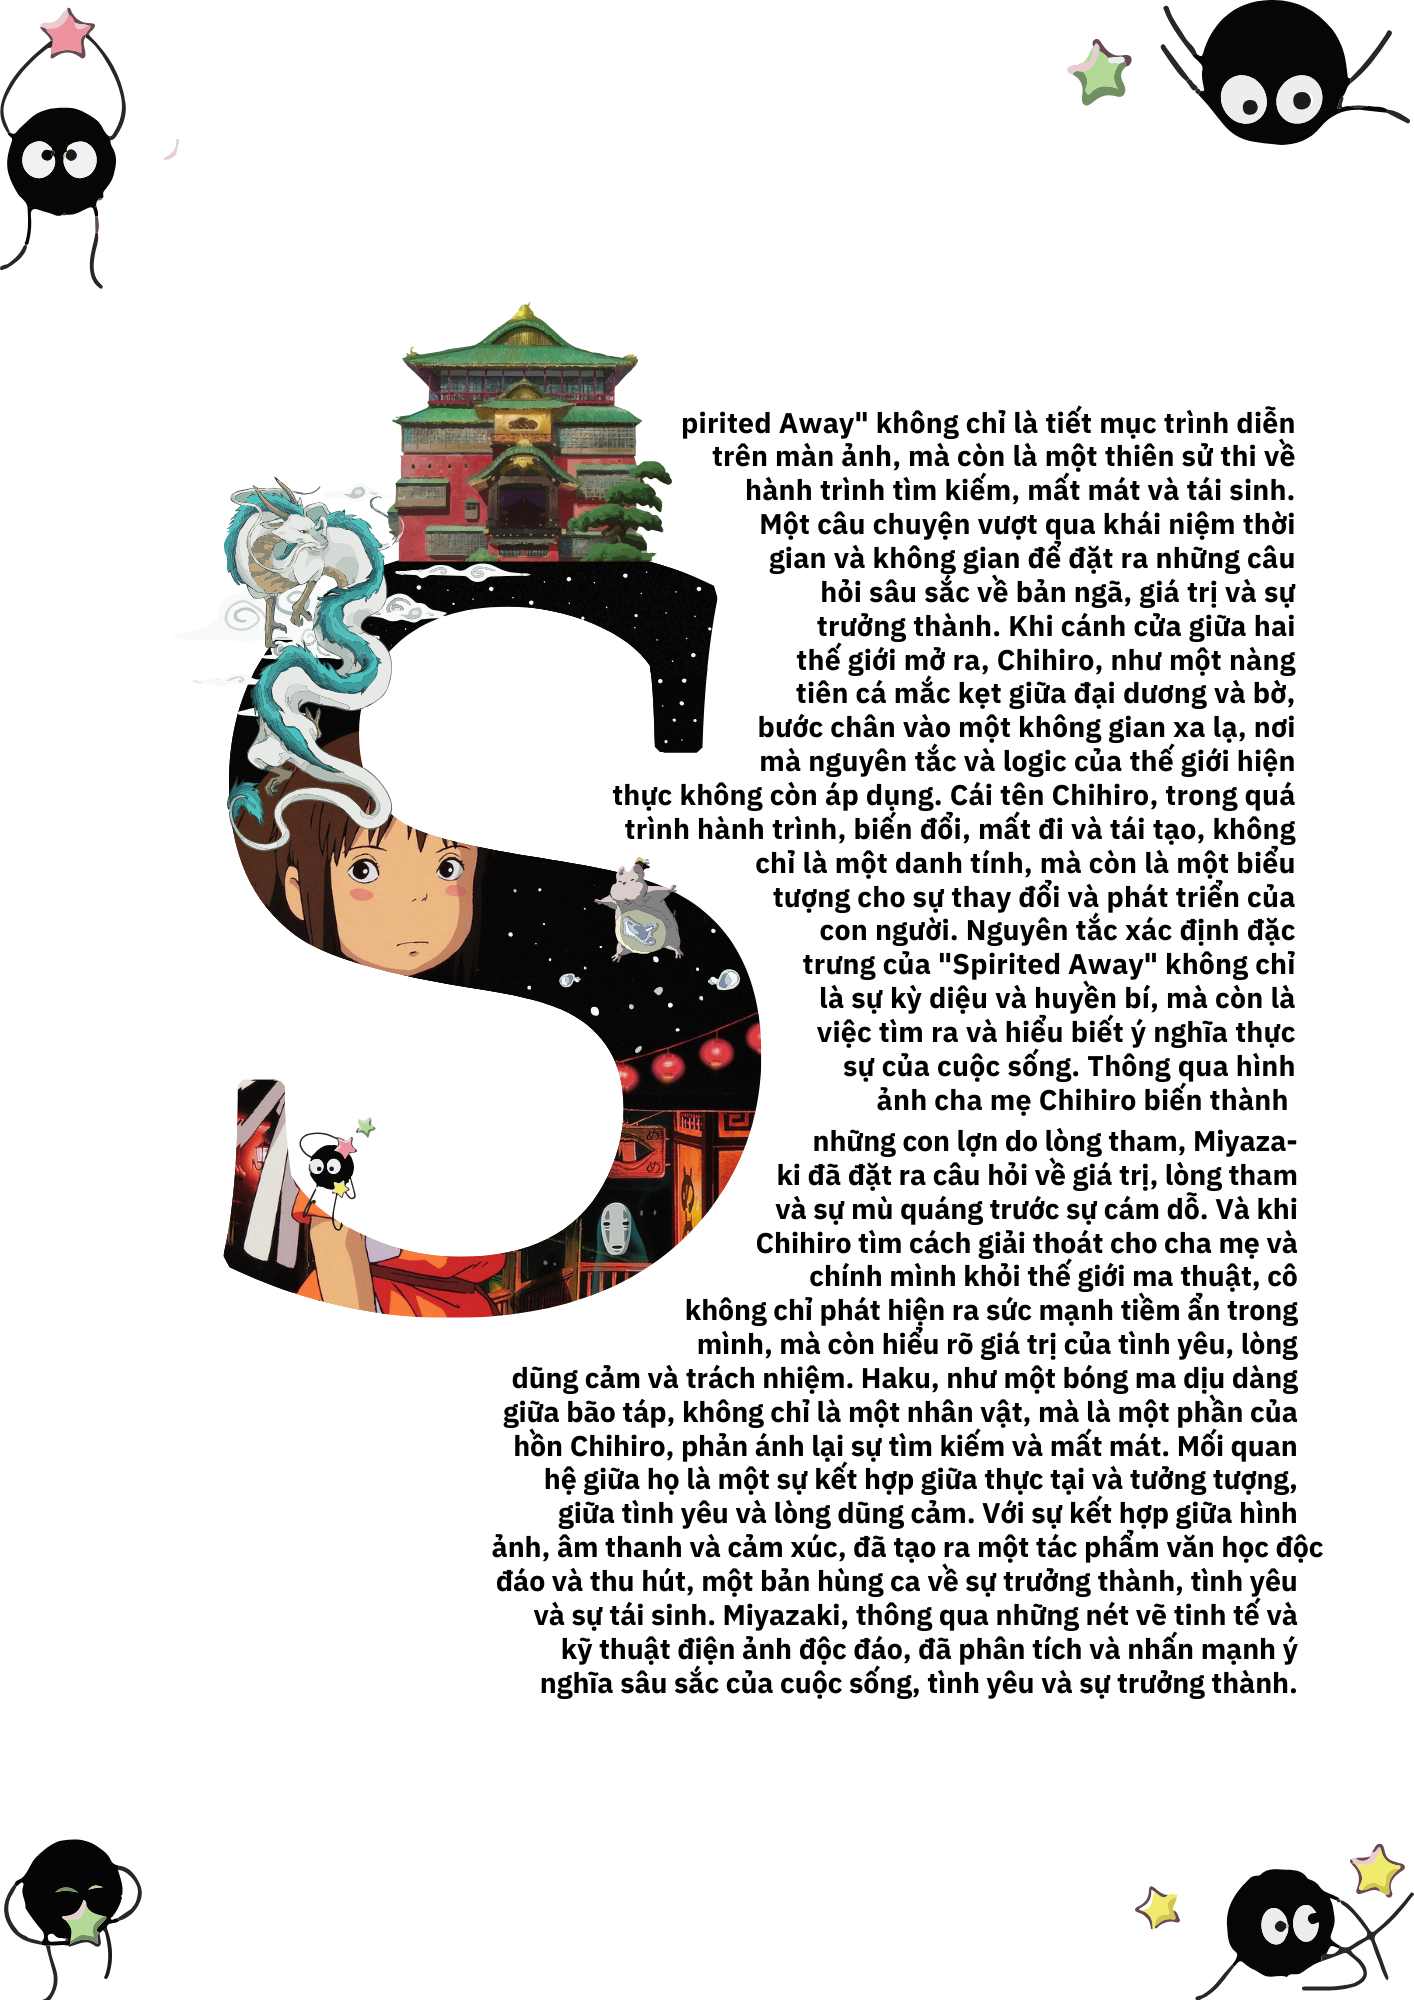 S
pirited Away" không chỉ là tiết mục trình diễn
trên màn ảnh, mà còn là một thiên sử thi về
hành trình tìm kiếm, mất mát và tái sinh.
Một câu chuyện vượt qua khái niệm thời
gian và không gian để đặt ra những câu
hỏi sâu sắc về bản ngã, giá trị và sự
trưởng thành. Khi cánh cửa giữa hai
thế giới mở ra, Chihiro, như một nàng
tiên cá mắc kẹt giữa đại dương và bờ,
bước chân vào một không gian xa lạ, nơi
mà nguyên tắc và logic của thế giới hiện
thực không còn áp dụng. Cái tên Chihiro, trong quá
trình hành trình, biến đổi, mất đi và tái tạo, không
chỉ là một danh tính, mà còn là một biểu
tượng cho sự thay đổi và phát triển của
con người. Nguyên tắc xác định đặc
trưng của "Spirited Away" không chỉ
là sự kỳ diệu và huyền bí, mà còn là
việc tìm ra và hiểu biết ý nghĩa thực
sự của cuộc sống. Thông qua hình
ảnh cha mẹ Chihiro biến thành
những con lợn do lòng tham, Miyaza-
ki đã đặt ra câu hỏi về giá trị, lòng tham
và sự mù quáng trước sự cám dỗ. Và khi
Chihiro tìm cách giải thoát cho cha mẹ và
chính mình khỏi thế giới ma thuật, cô
không chỉ phát hiện ra sức mạnh tiềm ẩn trong
mình, mà còn hiểu rõ giá trị của tình yêu, lòng
dũng cảm và trách nhiệm. Haku, như một bóng ma dịu dàng
giữa bão táp, không chỉ là một nhân vật, mà là một phần của
hồn Chihiro, phản ánh lại sự tìm kiếm và mất mát. Mối quan
hệ giữa họ là một sự kết hợp giữa thực tại và tưởng tượng,
giữa tình yêu và lòng dũng cảm. Với sự kết hợp giữa hình
ảnh, âm thanh và cảm xúc, đã tạo ra một tác phẩm văn học độc
đáo và thu hút, một bản hùng ca về sự trưởng thành, tình yêu
và sự tái sinh. Miyazaki, thông qua những nét vẽ tinh tế và
kỹ thuật điện ảnh độc đáo, đã phân tích và nhấn mạnh ý
nghĩa sâu sắc của cuộc sống, tình yêu và sự trưởng thành.
め
め